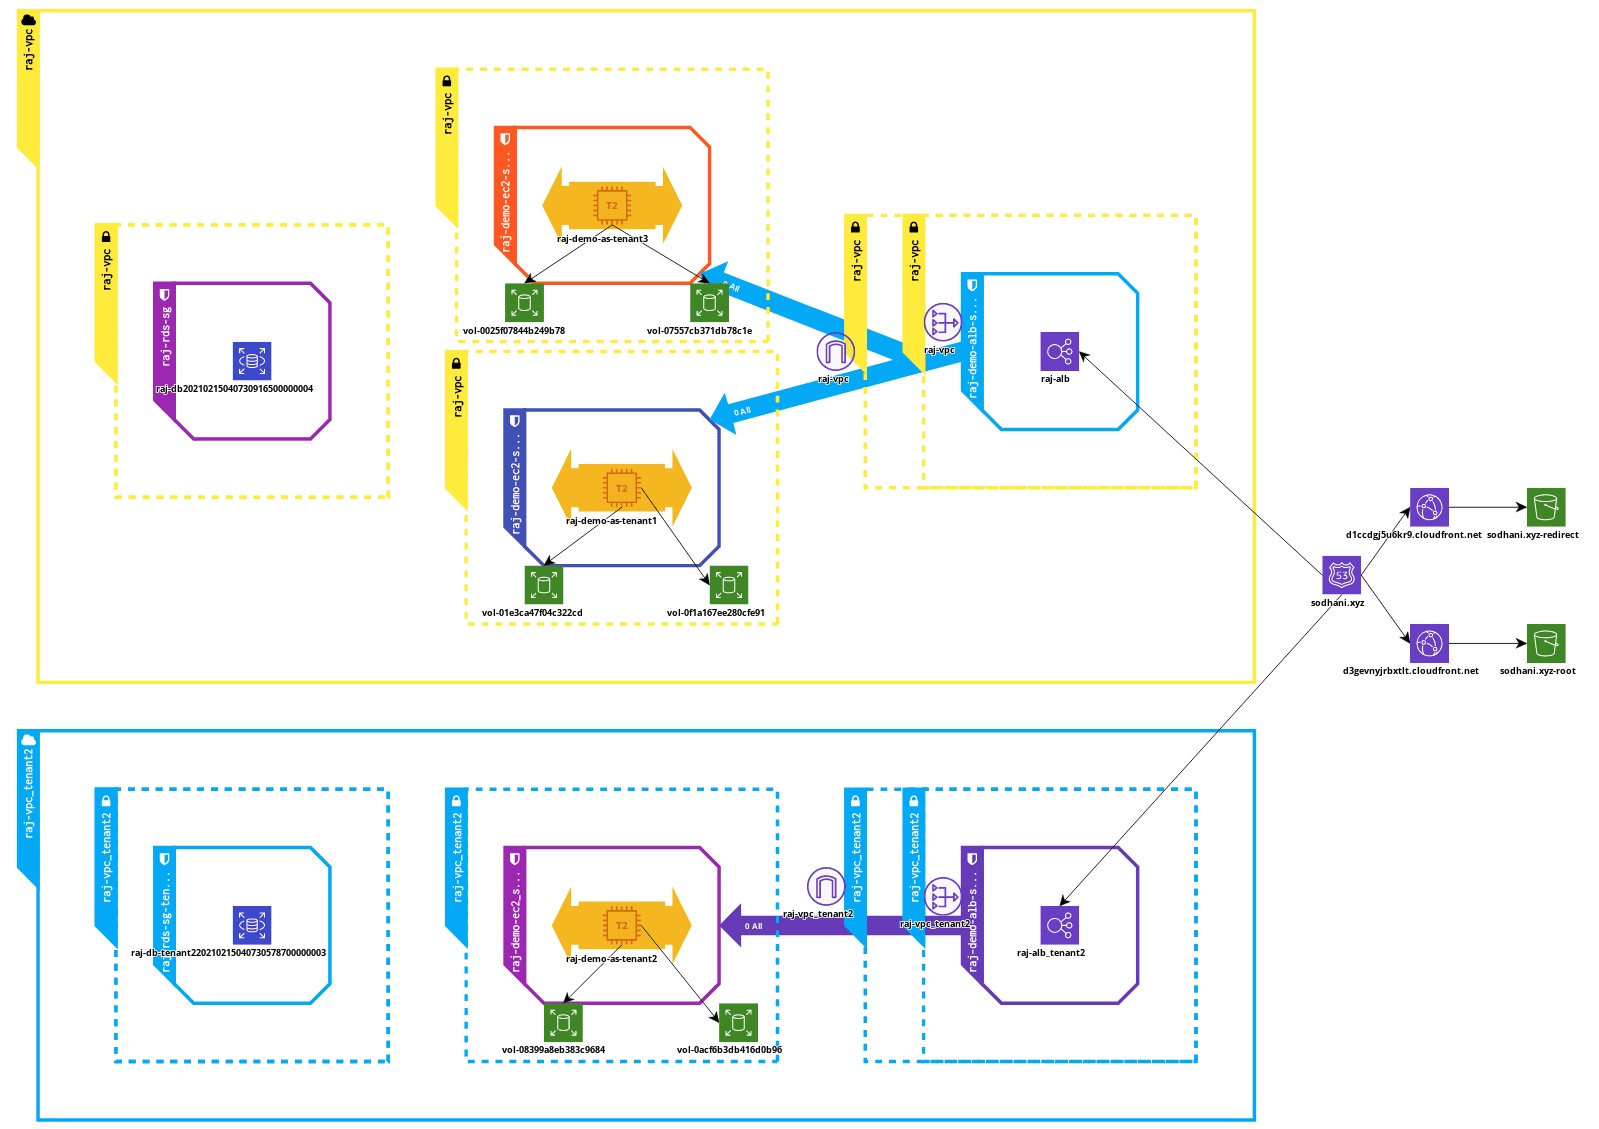 raj-vpc
raj-vpc
raj-demo-ec2-s...
T2
raj-demo-as-tenant3
vol-0025f07844b249b78
vol-07557cb371db78c1e
All
raj-vpc
raj-rds-sg
raj-db20210215040730916500000004
raj-vpc
raj-demo-ec2-s...
T2
raj-demo-as-tenant1
vol-01e3ca47f04c322cd
vol-0f1a167ee280cfe91
0 All
raj-vpc
raj-vpc
raj-vpc
raj-vpc
raj-demo-alb-s...
raj-alb
53
sodhani.xyz
d1ccdgj5u6kr9.cloudfront.net
sodhani.xyz-redirect
d3gevnyjrbxtlt.cloudfront.net
sodhani.xyz-root
raj-vpc_tenant2
raj-vpc_tenant2
raj-rds-sg-ten...
raj-db-tenant220210215040730578700000003
raj-vpc_tenant2
raj-demo-ec2_s...
T2
raj-demo-as-tenant2
vol-08399a8eb383c9684
vol-0acf6b3db416d0b96
0 All
raj-vpc_tenant2
raj-vpc_tenant2
raj-vpc_tenant2
raj-vpc_tenant2
raj-demo-alb-s...
raj-alb_tenant2